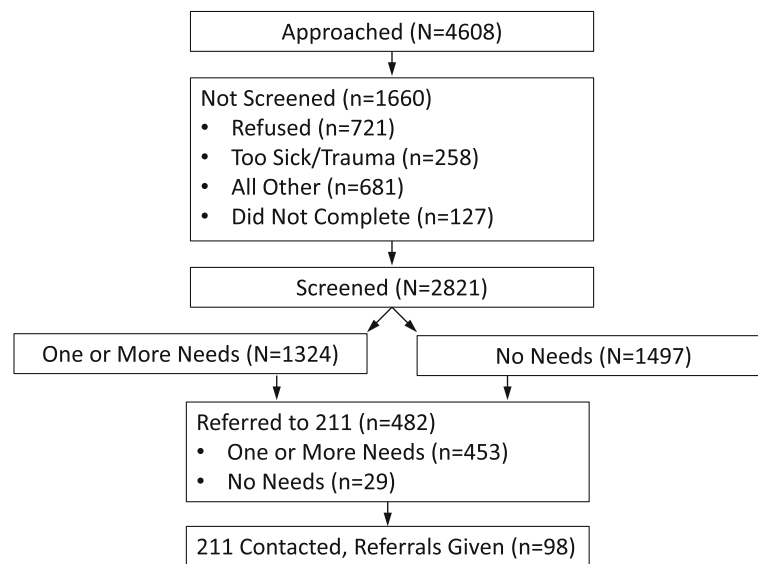 Approached (N=4608)
Not Screened (n=1660)
• Refused (n=721)
• Too Sick/Trauma (n=258)
• All Other (n=681)
• Did Not Complete (n=127)
Screened (N=2821)
One or More Needs (N=1324)
No Needs (N=1497)
Referred to 211 (n=482)
• One or More Needs (n=453)
• No Needs (n=29)
211 Contacted, Referrals Given (n=98)